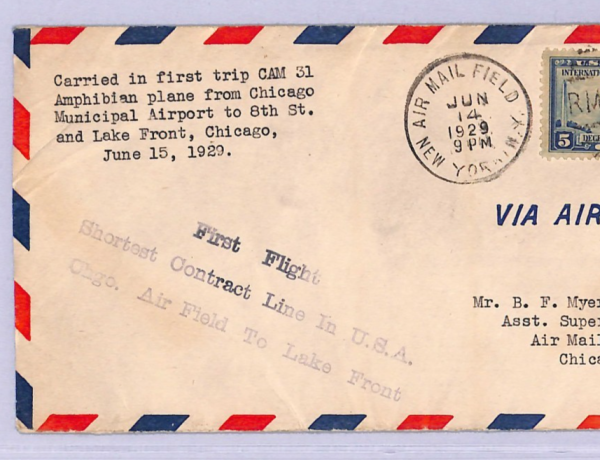 Carried in first trip CAM 31
Amphibian plane from Chicago
Municipal Airport to 8th St.
and Lake Front, Chicago,
June 15, 1929.
AIR MAIL FIELD
JUN
14
1929
9 PM
NEW YORK
INTERNATI
5
VIA AIR
First Flight
Shortest Contract Line In U.S.A.
Chgo. Air Field To Lake Front
Mr. B. F. Myer
Asst. Super
Air Mail
Chica